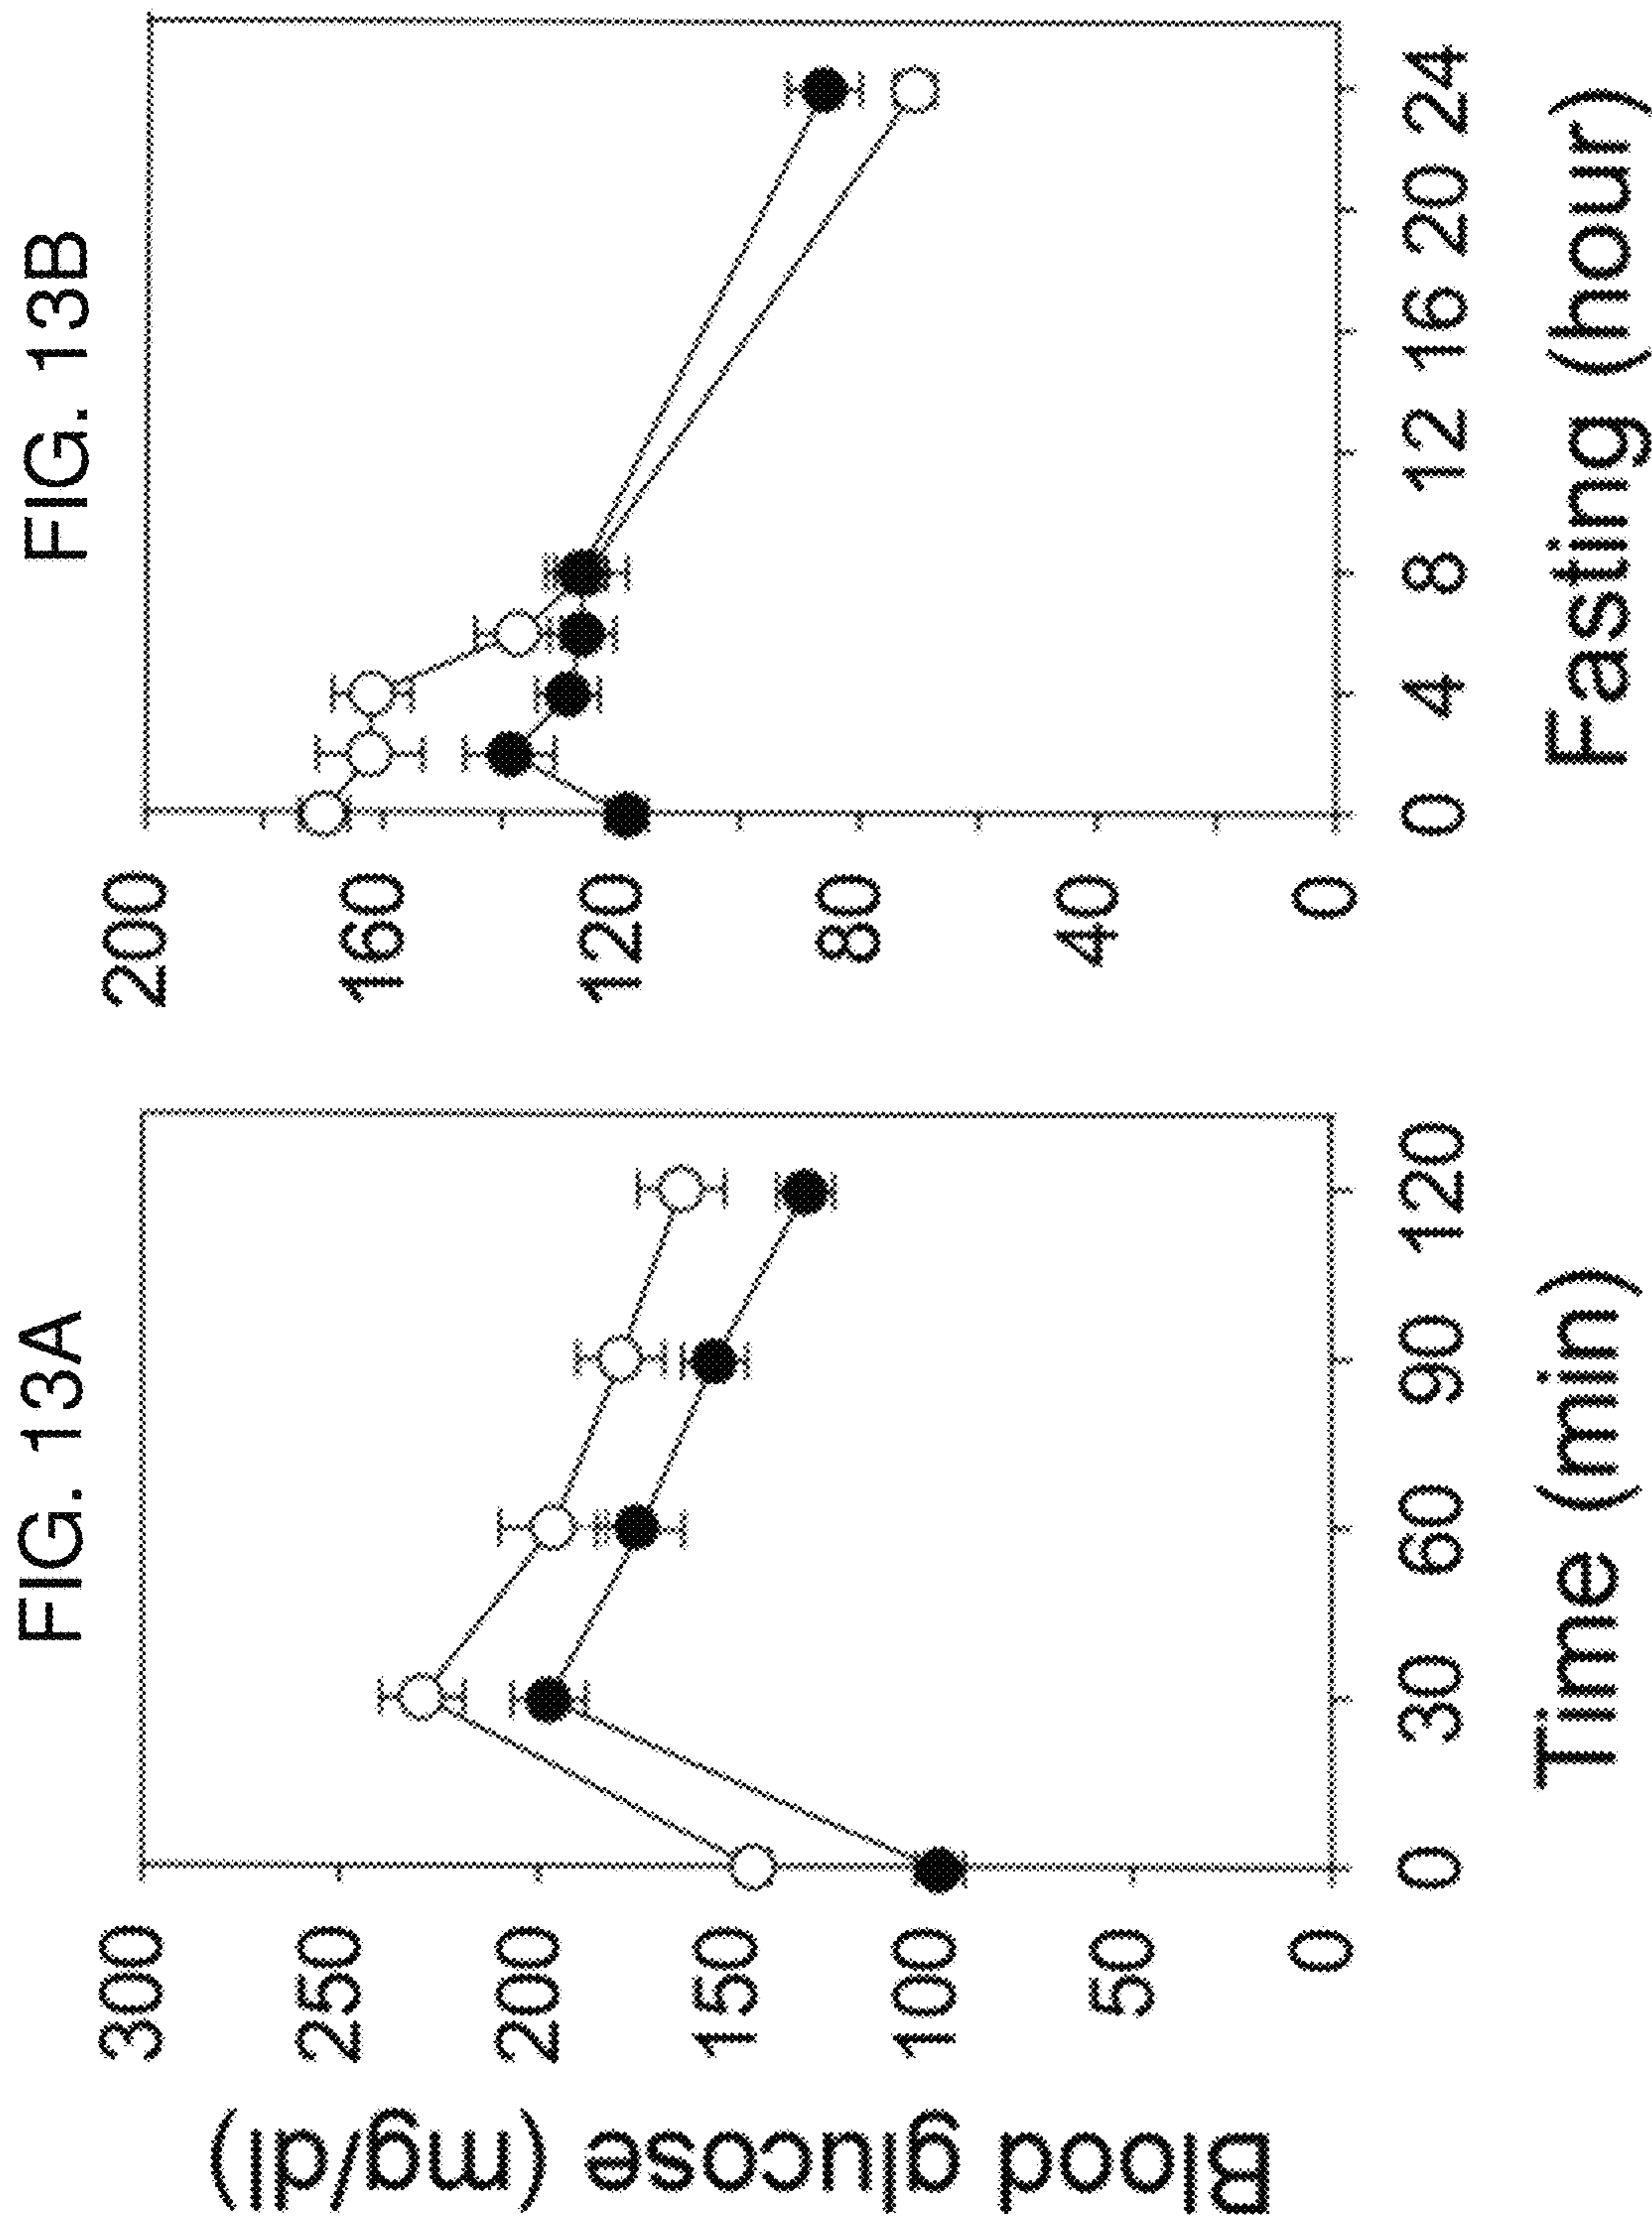 FIG. 13A
300
250
200
150
100
50
0
0 30 60 90 120
Time (min)
Blood glucose (mg/dl)
FIG. 13B
200
160
120
80
40
0
0 4 8 12 16 20 24
Fasting (hour)